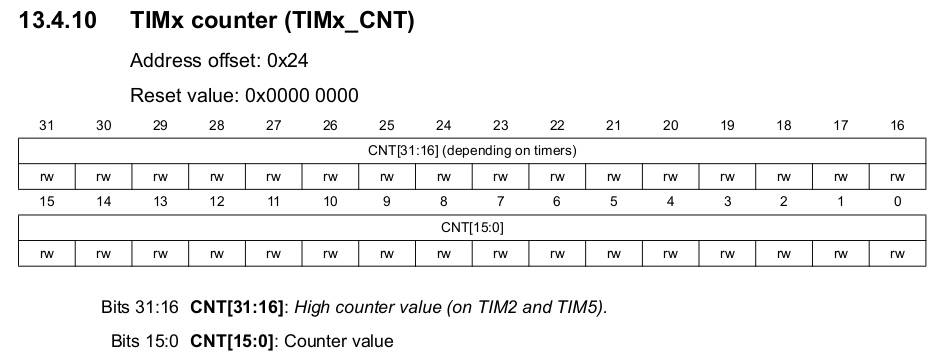 13.4.10 TIMx counter (TIMx_CNT)
Address offset: 0x24
Reset value: 0x0000 0000
31 30 29 28 27 26 25 24 23 22 21 20 19 18 17 16
CNT[31:16] (depending on timers)
rw rw rw rw rw rw rw rw rw rw rw rw rw rw rw rw
15 14 13 12 11 10 9 8 7 6 5 4 3 2 1 0
CNT[15:0]
rw rw rw rw rw rw rw rw rw rw rw rw rw rw rw rw
Bits 31:16 CNT[31:16]: High counter value (on TIM2 and TIM5).
Bits 15:0 CNT[15:0]: Counter value